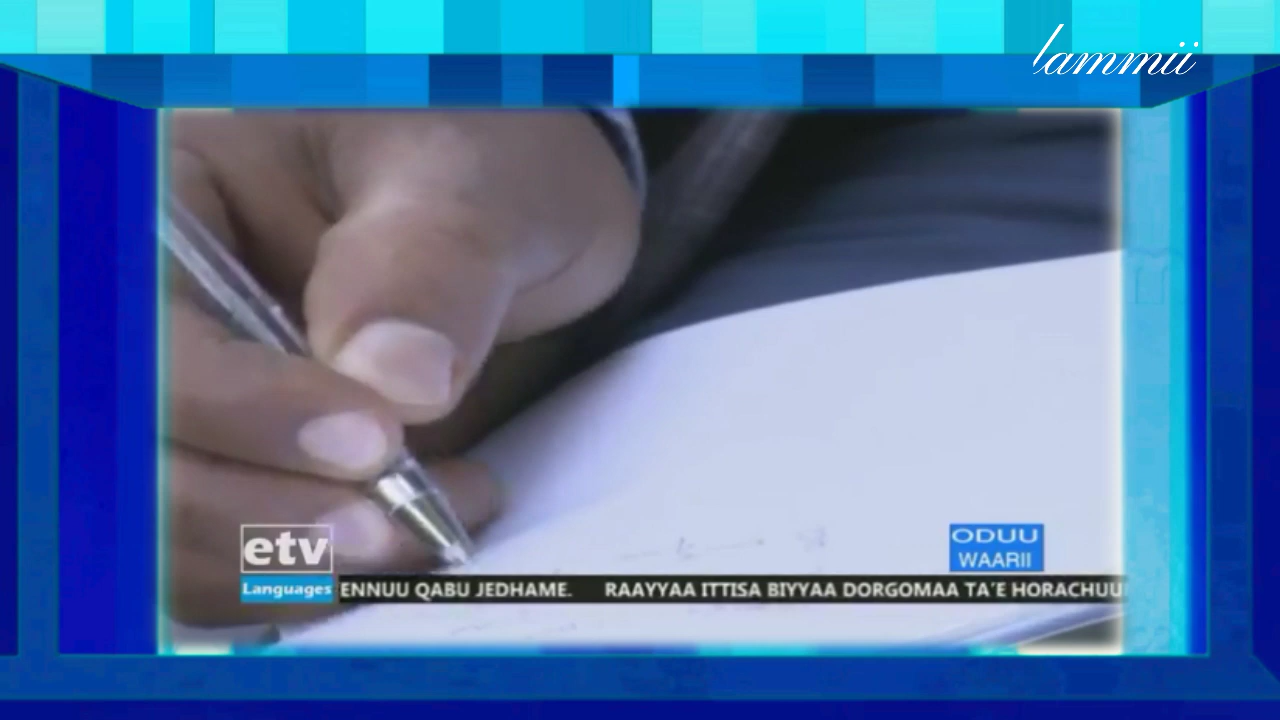 lammii
etv
Languages
ODUU
WAARII
ENNUU QABU JEDHAME. RAAYYAA ITTISA BIYYAA DORGOMAA TA'E HORACHUU